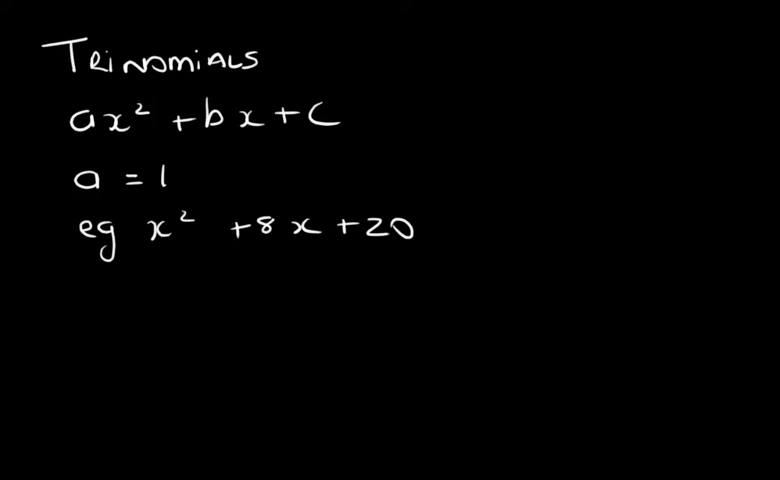 TRiNOMiALS
ax² + bx + c
a = 1
eg x² + 8x + 20